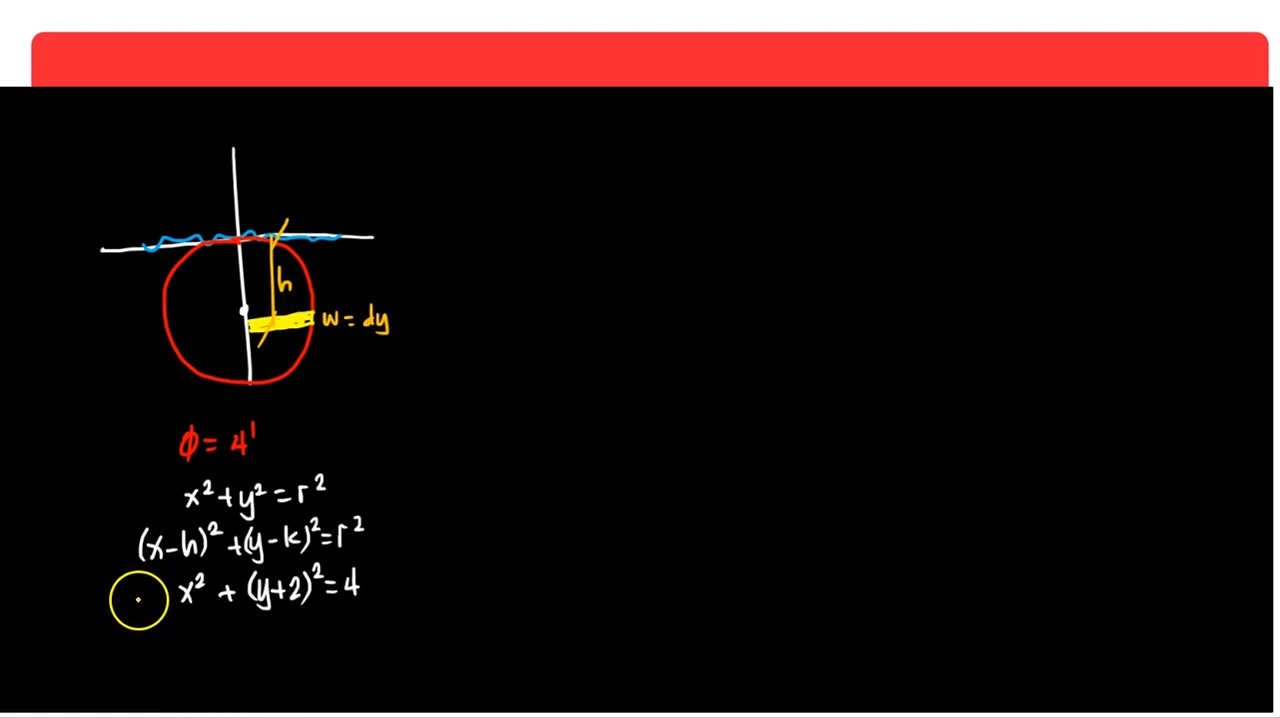 h
w = dy
φ = 4'
x² + y² = r²
(x-h)² + (y-k)² = r²
x² + (y+2)² = 4